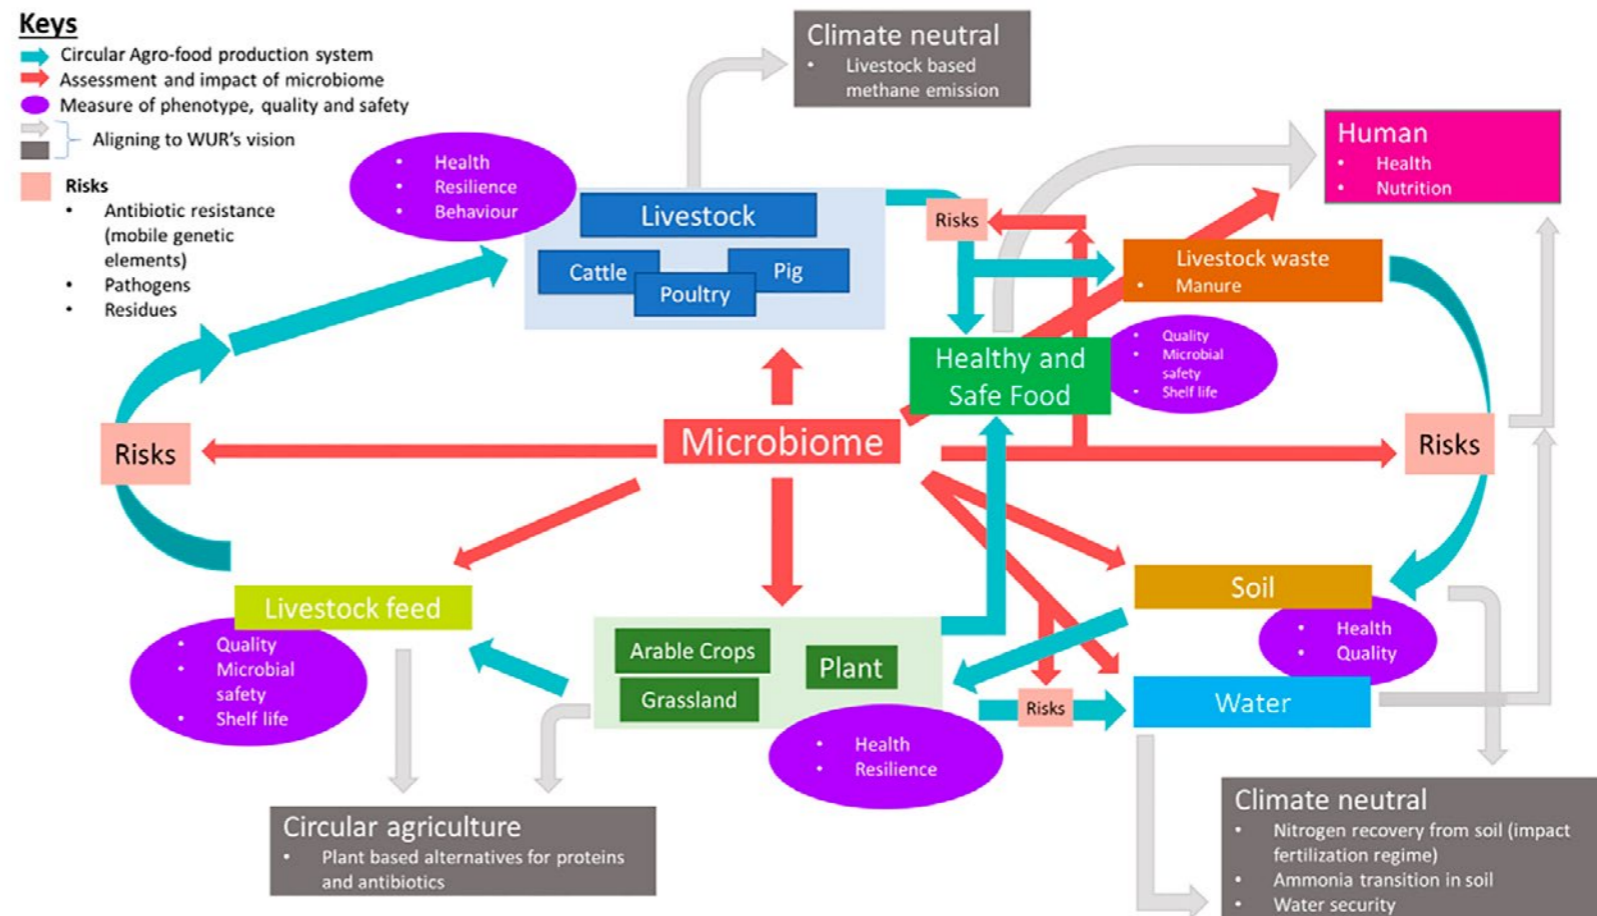 Keys
Circular Agro-food production system
Assessment and impact of microbiome
Measure of phenotype, quality and safety
Aligning to WUR's vision
Risks
• Antibiotic resistance
(mobile genetic
elements)
• Pathogens
• Residues
Climate neutral
• Livestock based
methane emission
Human
• Health
• Nutrition
• Health
• Resilience
• Behaviour
Livestock
Cattle
Poultry
Pig
Risks
Livestock waste
• Manure
Healthy and
Safe Food
• Quality
• Microbial
safety
• Shelf life
Risks
Microbiome
Risks
Livestock feed
• Quality
• Microbial
safety
• Shelf life
Arable Crops
Grassland
Plant
• Health
• Resilience
Soil
• Health
• Quality
Risks
Water
Circular agriculture
• Plant based alternatives for proteins
and antibiotics
Climate neutral
• Nitrogen recovery from soil (impact
fertilization regime)
• Ammonia transition in soil
• Water security